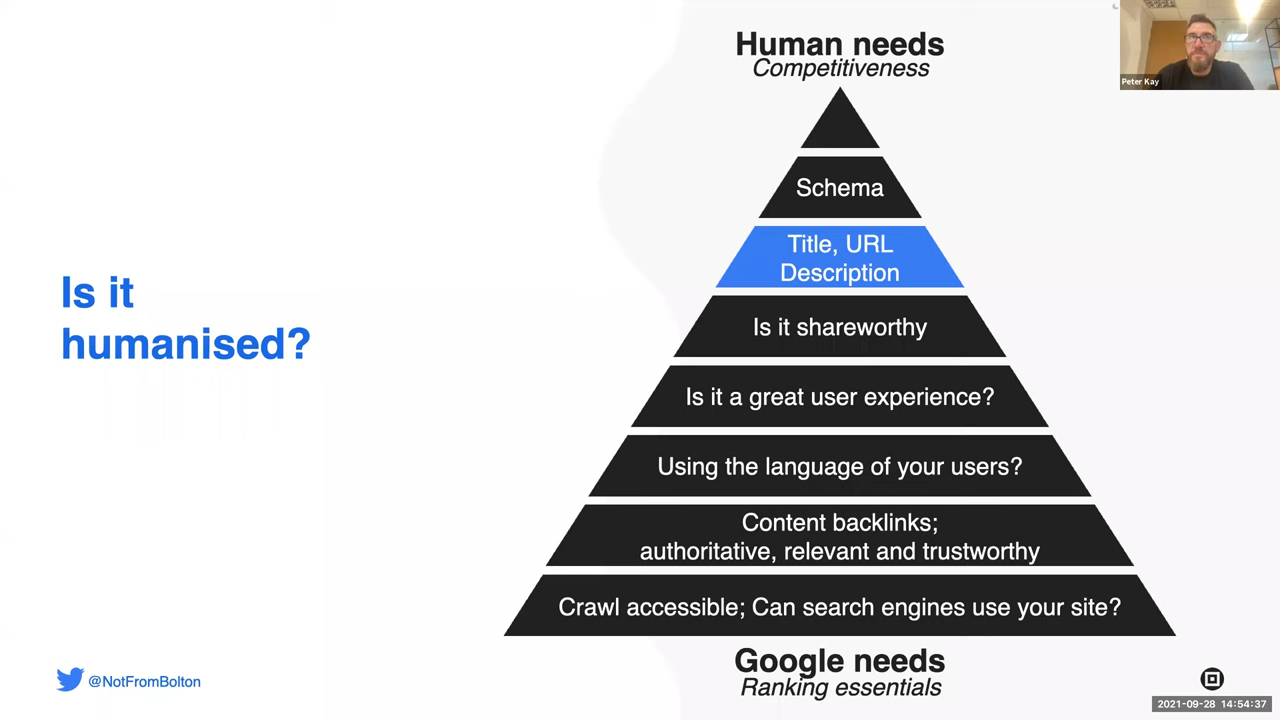 Human needs
Competitiveness
Peter Kay
Schema
Title, URL
Description
Is it
humanised?
Is it shareworthy
Is it a great user experience?
Using the language of your users?
Content backlinks;
authoritative, relevant and trustworthy
Crawl accessible; Can search engines use your site?
Google needs
Ranking essentials
@NotFromBolton
2021-09-28 14:54:37